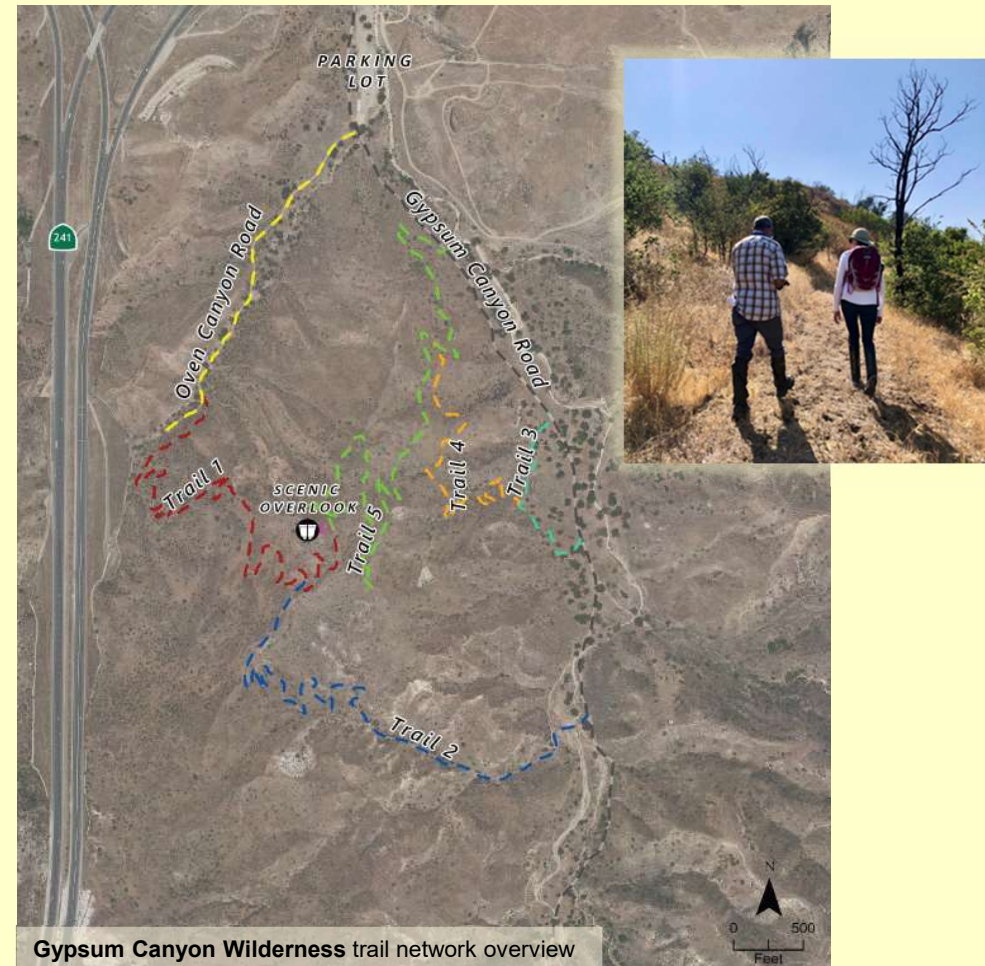 PARKING
LOT
241
Oven Canyon Road
Gypsum Canyon Road
Trail 1
SCENIC
OVERLOOK
Trail 5
Trail 4
Trail 3
Trail 2
N
0 500
Feet
Gypsum Canyon Wilderness trail network overview